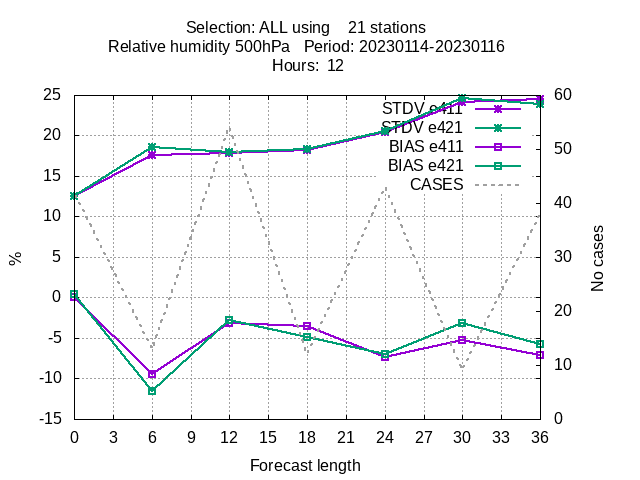 Selection: ALL using    21 stations
Relative humidity 500hPa   Period: 20230114-20230116
Hours: 12
25
20
15
10
5
0
-5
-10
-15
%
STDV e411
STDV e421
BIAS e411
BIAS e421
CASES
60
50
40
30
20
10
0
No cases
0 3 6 9 12 15 18 21 24 27 30 33 36
Forecast length